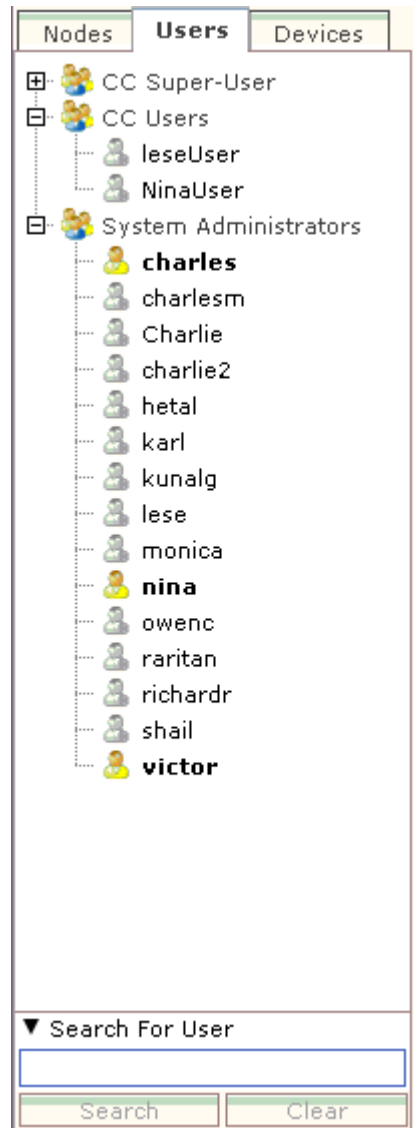 Nodes Users Devices
CC Super-User
CC Users
leseUser
NinaUser
System Administrators
charles
charlesm
Charlie
charlie2
hetal
karl
kunalg
lese
monica
nina
owenc
raritan
richardr
shail
victor
Search For User
Search Clear